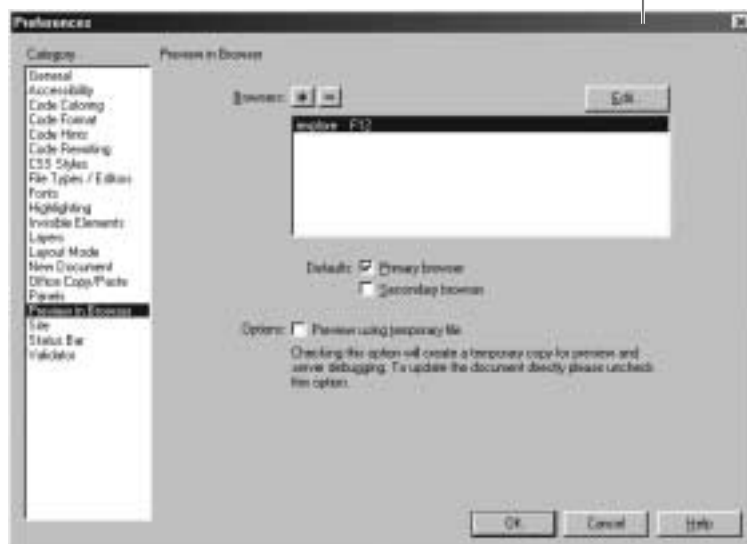 Preferences
Category
Preview in Browser
General
Accessibility
Code Coloring
Code Format
Code Hints
Code Rewriting
CSS Styles
File Types / Editors
Fonts
Highlighting
Invisible Elements
Layers
Layout Mode
New Document
Office Copy/Paste
Panels
Preview in Browser
Site
Status Bar
Validator
Browsers:
Edit...
iexplore F12
Defaults: Primary browser
Secondary browser
Options: Preview using temporary file
Checking this option will create a temporary copy for preview and
server debugging. To update the document directly please uncheck
this option.
OK Cancel Help